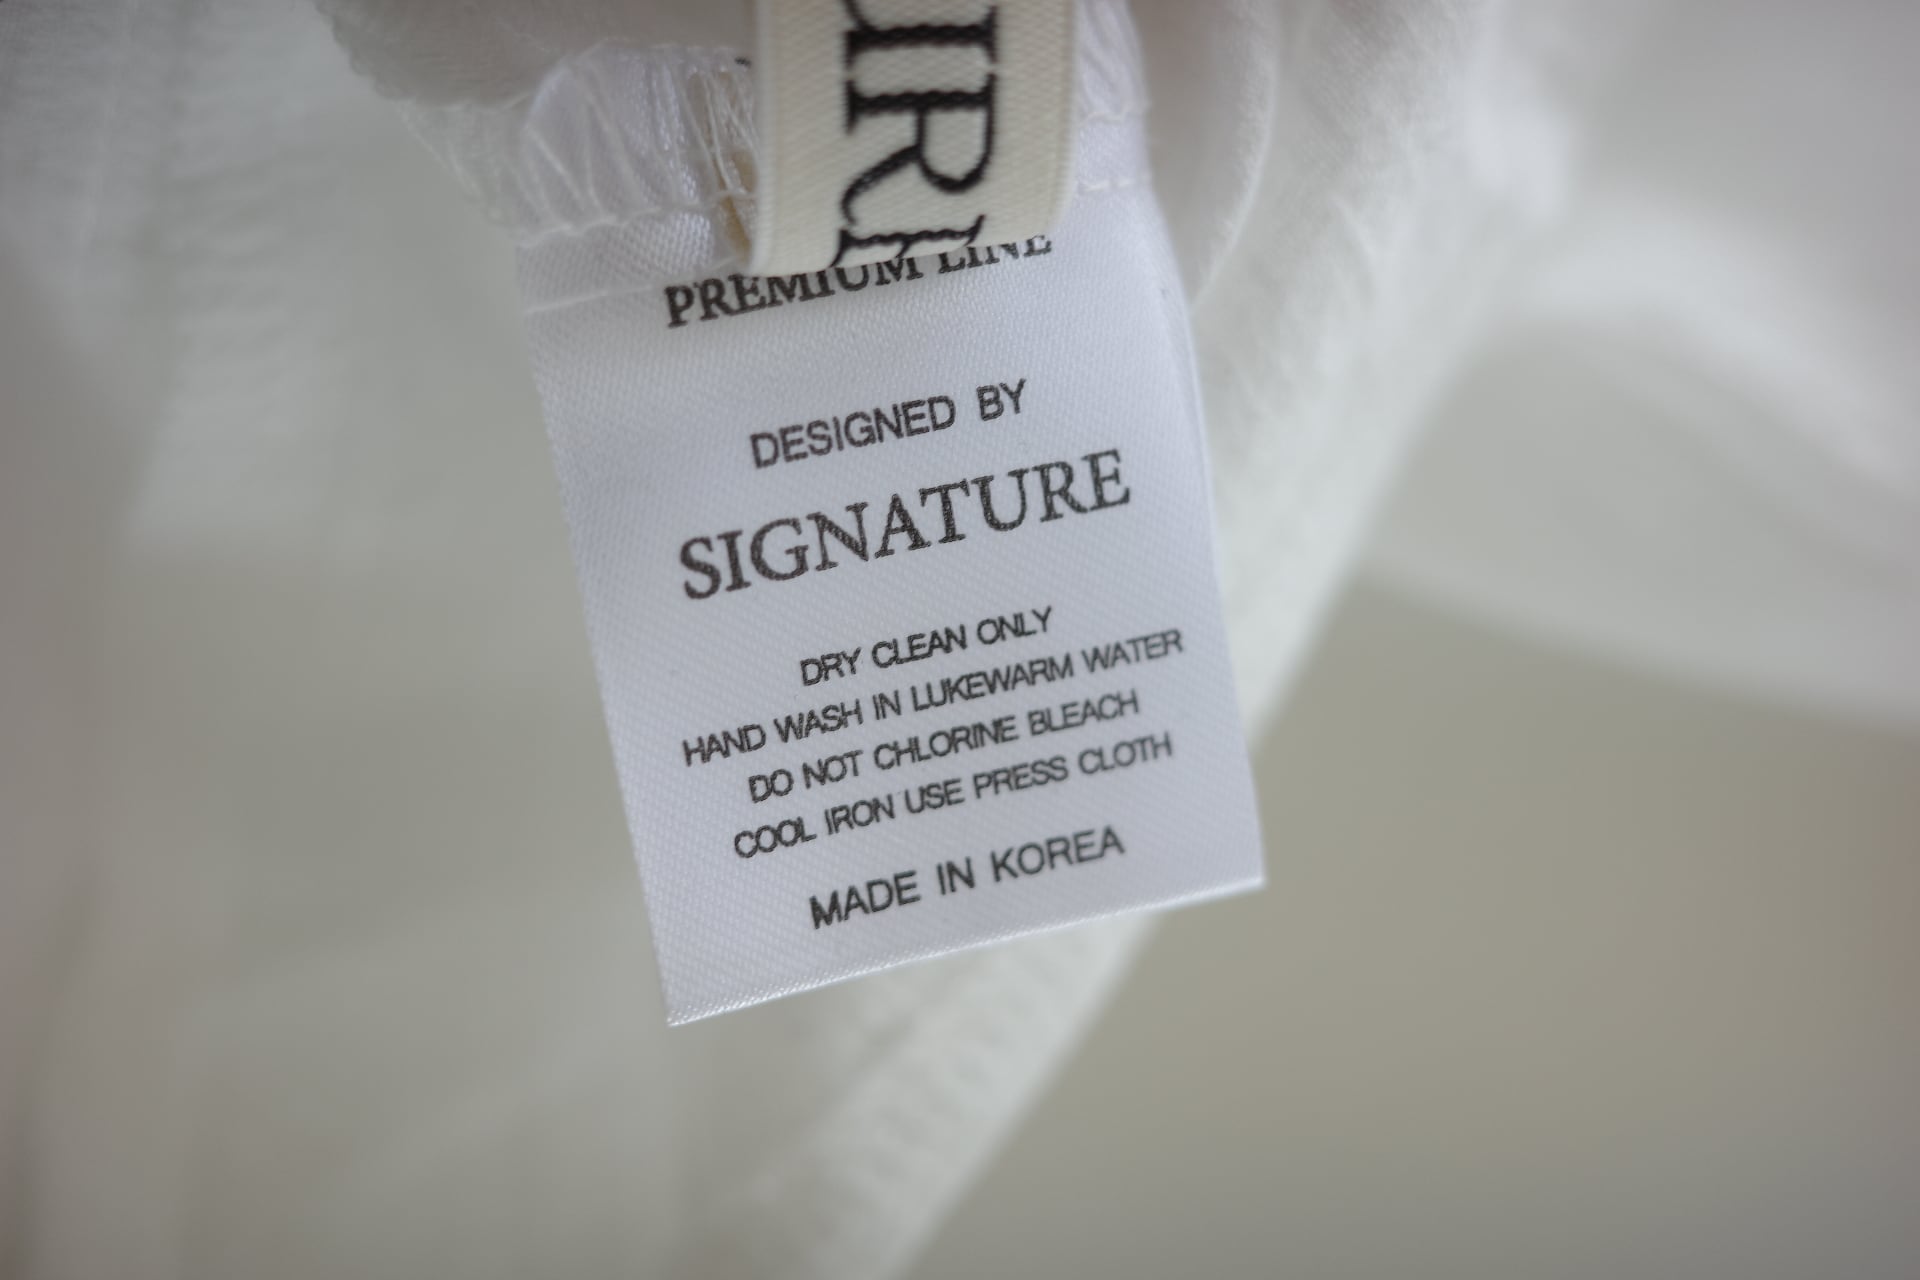 PREMIUM LINE
DESIGNED BY
SIGNATURE
DRY CLEAN ONLY
HAND WASH IN LUKEWARM WATER
DO NOT CHLORINE BLEACH
COOL IRON USE PRESS CLOTH
MADE IN KOREA